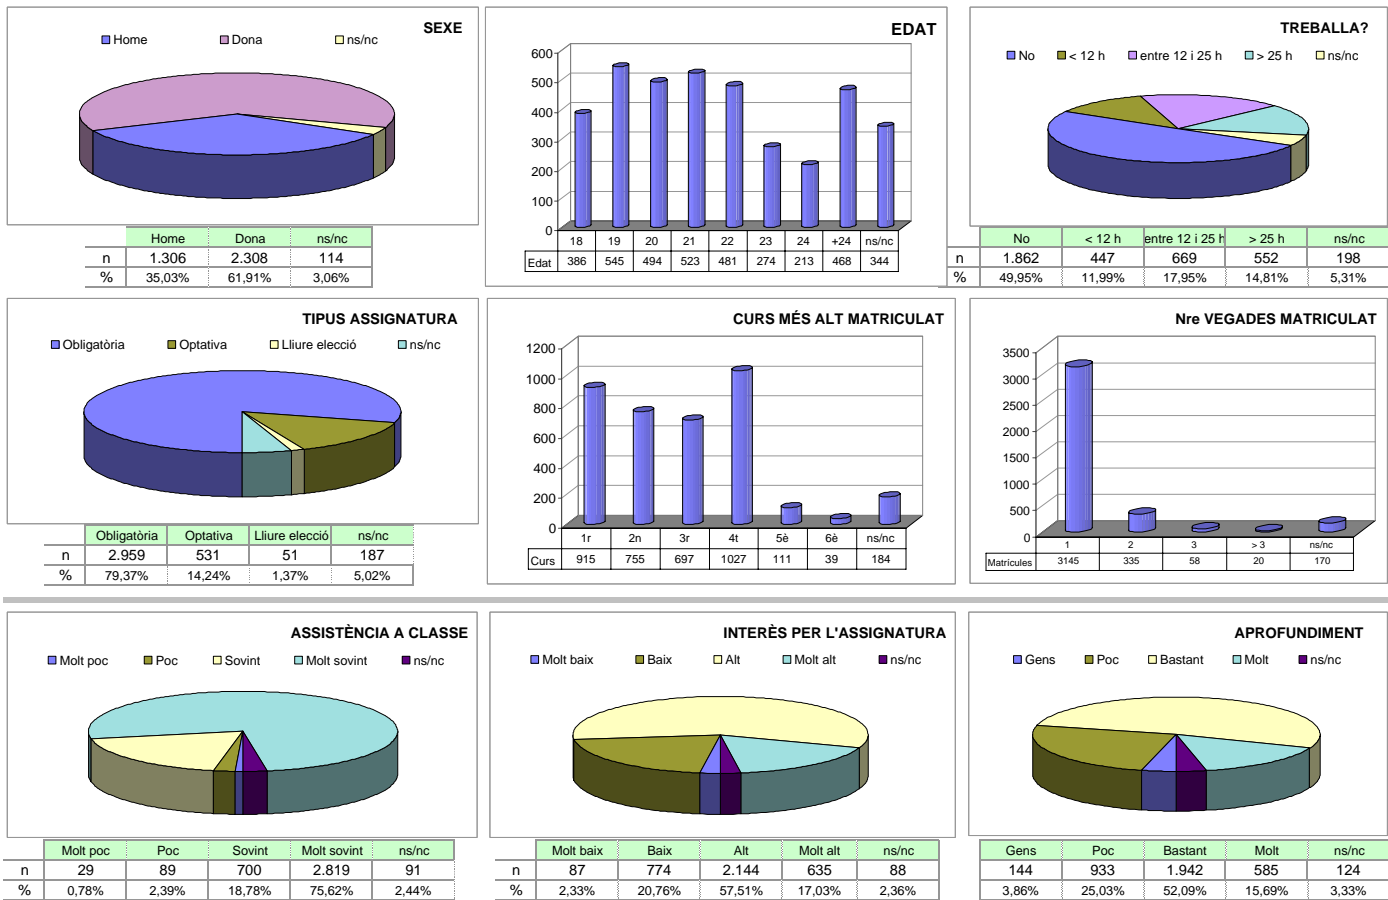 SEXE
Home Dona ns/nc
Home Dona ns/nc
n 1.306 2.308 114
% 35,03% 61,91% 3,06%
EDAT
600
500
400
300
200
100
0
18 19 20 21 22 23 24 +24 ns/nc
Edat 386 545 494 523 481 274 213 468 344
TREBALLA?
No < 12 h entre 12 i 25 h > 25 h ns/nc
No < 12 h entre 12 i 25 h > 25 h ns/nc
n 1.862 447 669 552 198
% 49,95% 11,99% 17,95% 14,81% 5,31%
TIPUS ASSIGNATURA
Obligatòria Optativa Lliure elecció ns/nc
Obligatòria Optativa Lliure elecció ns/nc
n 2.959 531 51 187
% 79,37% 14,24% 1,37% 5,02%
CURS MÉS ALT MATRICULAT
1200
1000
800
600
400
200
0
1r 2n 3r 4t 5è 6è ns/nc
Curs 915 755 697 1027 111 39 184
Nre VEGADES MATRICULAT
3500
3000
2500
2000
1500
1000
500
0
1 2 3 > 3 ns/nc
Matrícules 3145 335 58 20 170
ASSISTÈNCIA A CLASSE
Molt poc Poc Sovint Molt sovint ns/nc
Molt poc Poc Sovint Molt sovint ns/nc
n 29 89 700 2.819 91
% 0,78% 2,39% 18,78% 75,62% 2,44%
INTERÈS PER L'ASSIGNATURA
Molt baix Baix Alt Molt alt ns/nc
Molt baix Baix Alt Molt alt ns/nc
n 87 774 2.144 635 88
% 2,33% 20,76% 57,51% 17,03% 2,36%
APROFUNDIMENT
Gens Poc Bastant Molt ns/nc
Gens Poc Bastant Molt ns/nc
144 933 1.942 585 124
3,86% 25,03% 52,09% 15,69% 3,33%